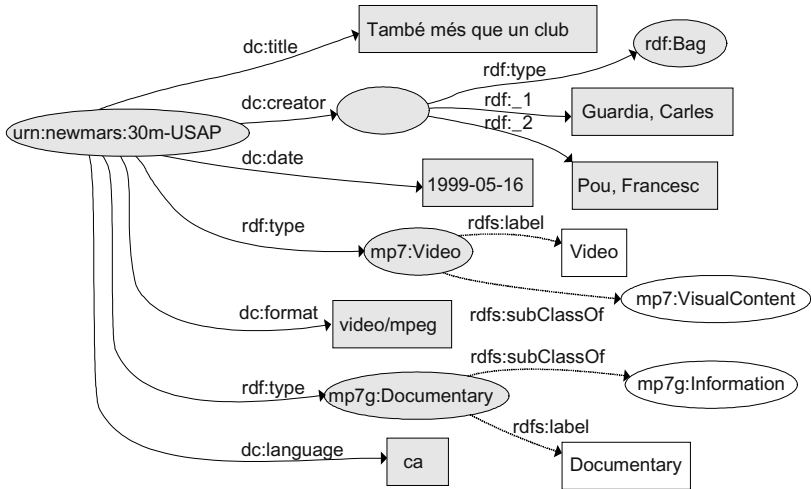 dc:title
També més que un club
rdf:type
rdf:Bag
dc:creator
rdf:_1
Guardia, Carles
rdf:_2
urn:newmars:30m-USAP
dc:date
1999-05-16
Pou, Francesc
rdf:type
mp7:Video
rdfs:label
Video
mp7:VisualContent
rdfs:subClassOf
dc:format
video/mpeg
rdfs:subClassOf
rdf:type
mp7g:Documentary
mp7g:Information
rdfs:label
dc:language
ca
Documentary